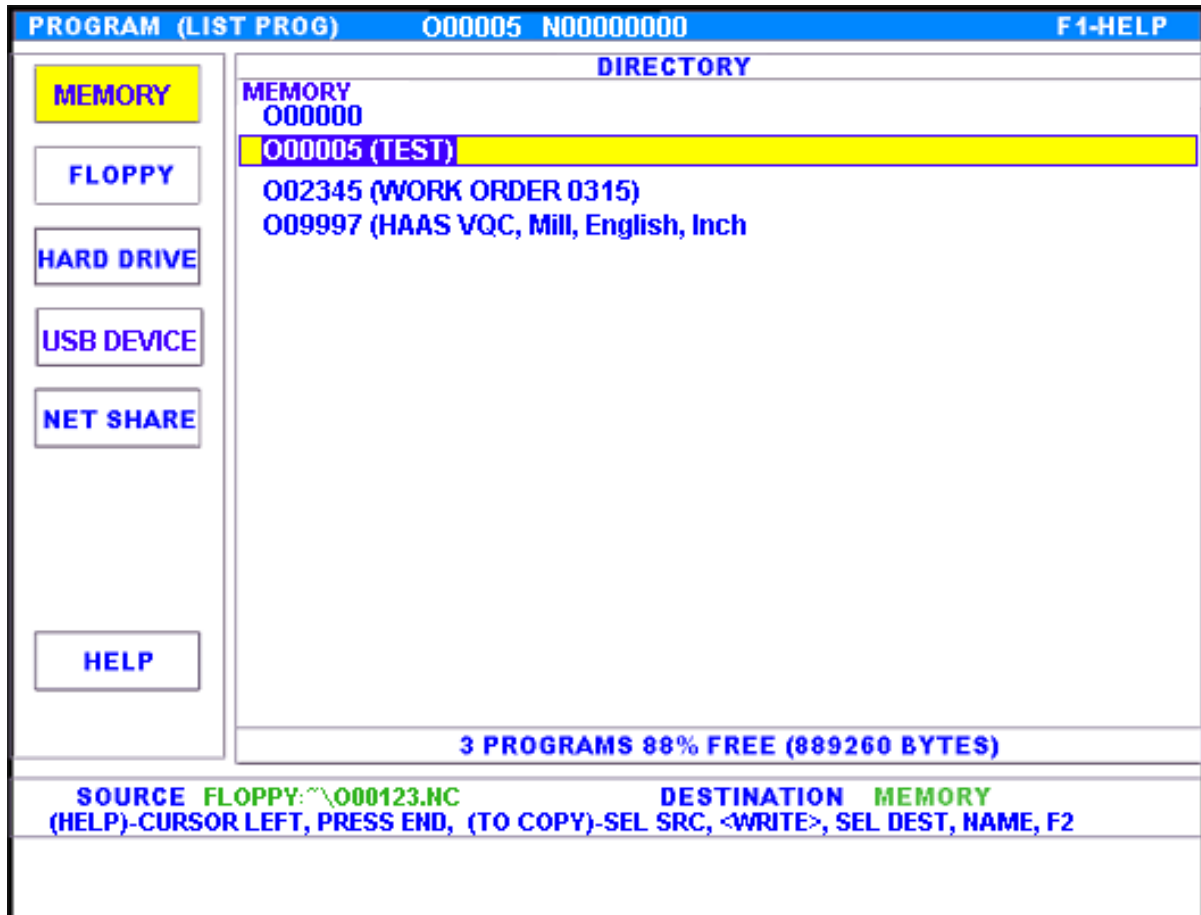 PROGRAM (LIST PROG) O00005 N00000000 F1-HELP
MEMORY
FLOPPY
HARD DRIVE
USB DEVICE
NET SHARE
HELP
DIRECTORY
MEMORY
O00000
O00005 (TEST)
O02345 (WORK ORDER 0315)
O09997 (HAAS VQC, Mill, English, Inch
3 PROGRAMS 88% FREE (889260 BYTES)
SOURCE FLOPPY:~\O00123.NC DESTINATION MEMORY
(HELP)-CURSOR LEFT, PRESS END, (TO COPY)-SEL SRC, <WRITE>, SEL DEST, NAME, F2